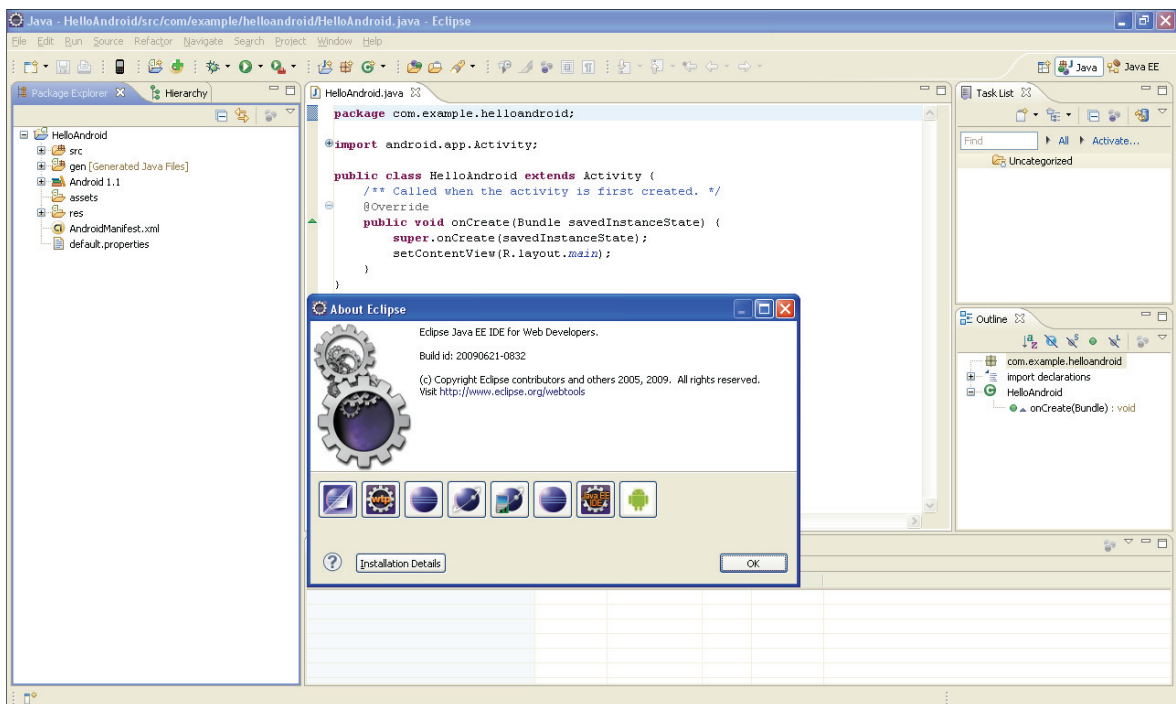 Java - HelloAndroid/src/com/example/helloandroid/HelloAndroid.java - Eclipse
File Edit Run Source Refactor Navigate Search Project Window Help
Java Java EE
Package Explorer Hierarchy
HelloAndroid
src
gen [Generated Java Files]
Android 1.1
assets
res
AndroidManifest.xml
default.properties
HelloAndroid.java
package com.example.helloandroid;
import android.app.Activity;
public class HelloAndroid extends Activity {
/** Called when the activity is first created. */
@Override
public void onCreate(Bundle savedInstanceState) {
super.onCreate(savedInstanceState);
setContentView(R.layout.main);
}
}
Task List
Find All Activate...
Uncategorized
Outline
com.example.helloandroid
import declarations
HelloAndroid
onCreate(Bundle) : void
About Eclipse
Eclipse Java EE IDE for Web Developers.
Build id: 20090621-0832
(c) Copyright Eclipse contributors and others 2005, 2009. All rights reserved.
Visit http://www.eclipse.org/webtools
wtp
Java EE
IDE
? Installation Details OK